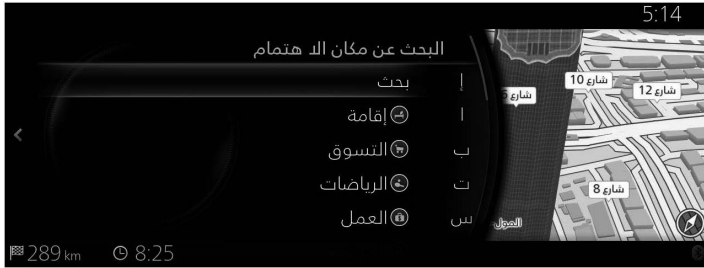 5:14
البحث عن مكان الا هتمام
إ بحث
ا إقامة
ب التسوق
ت الرياضات
س العمل
شارع 10
شارع 12
شارع 8
المول
289 km
8:25